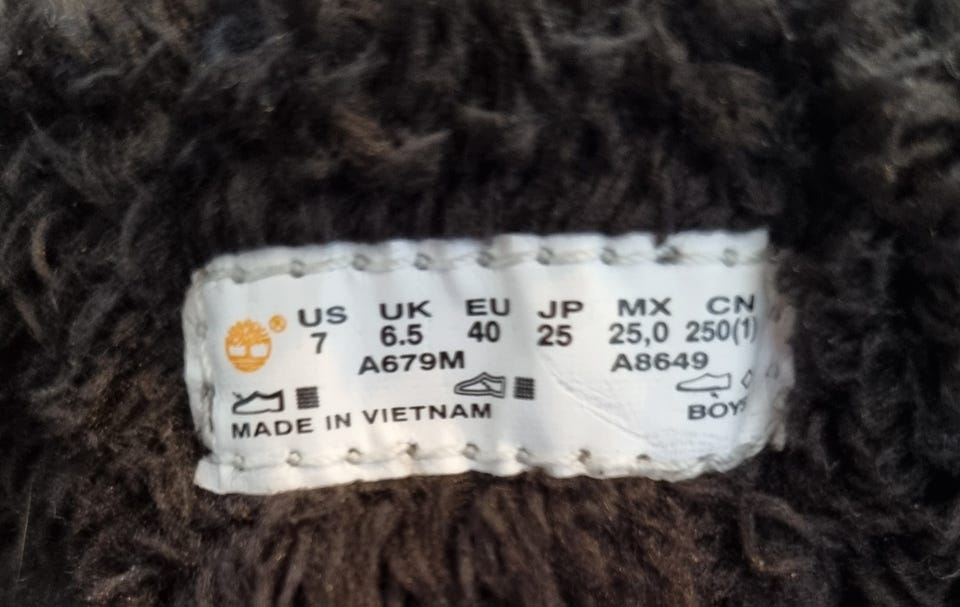 US UK EU JP MX CN
7 6.5 40 25 25,0 250(1)
A679M A8649
MADE IN VIETNAM BOYS